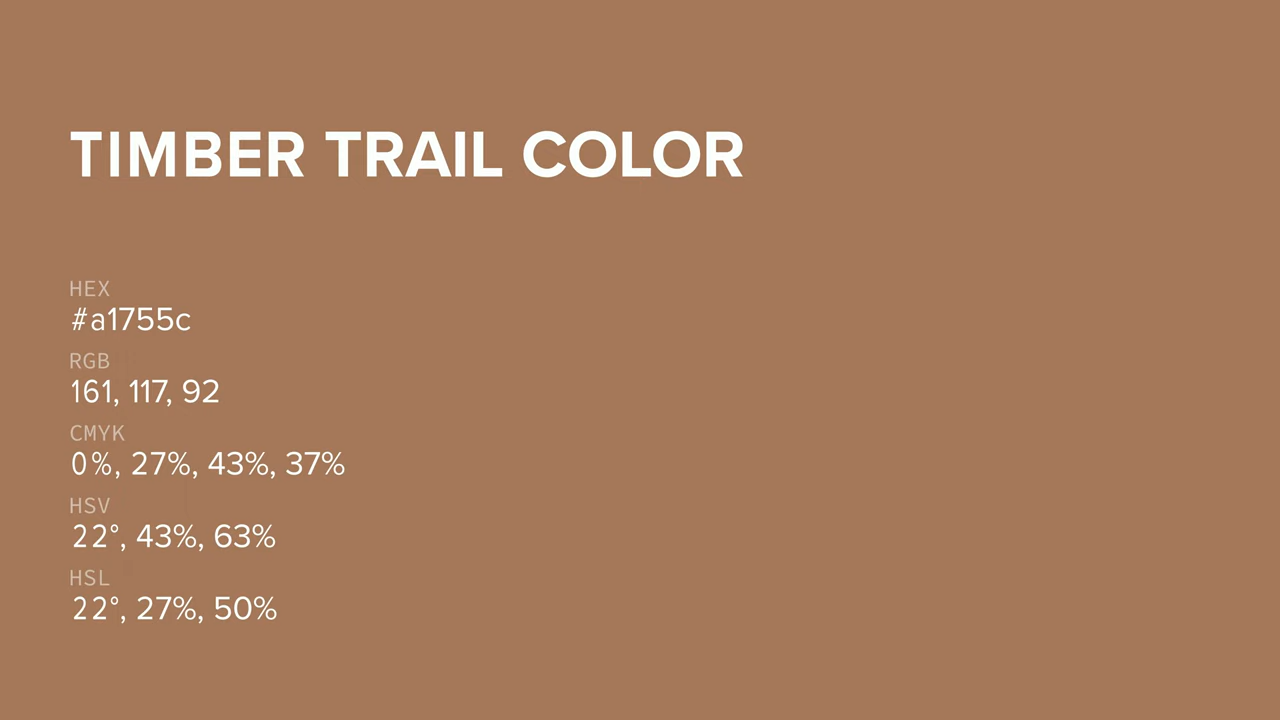 TIMBER TRAIL COLOR
HEX
#a1755c
RGB
161, 117, 92
CMYK
0%, 27%, 43%, 37%
HSV
22°, 43%, 63%
HSL
22°, 27%, 50%